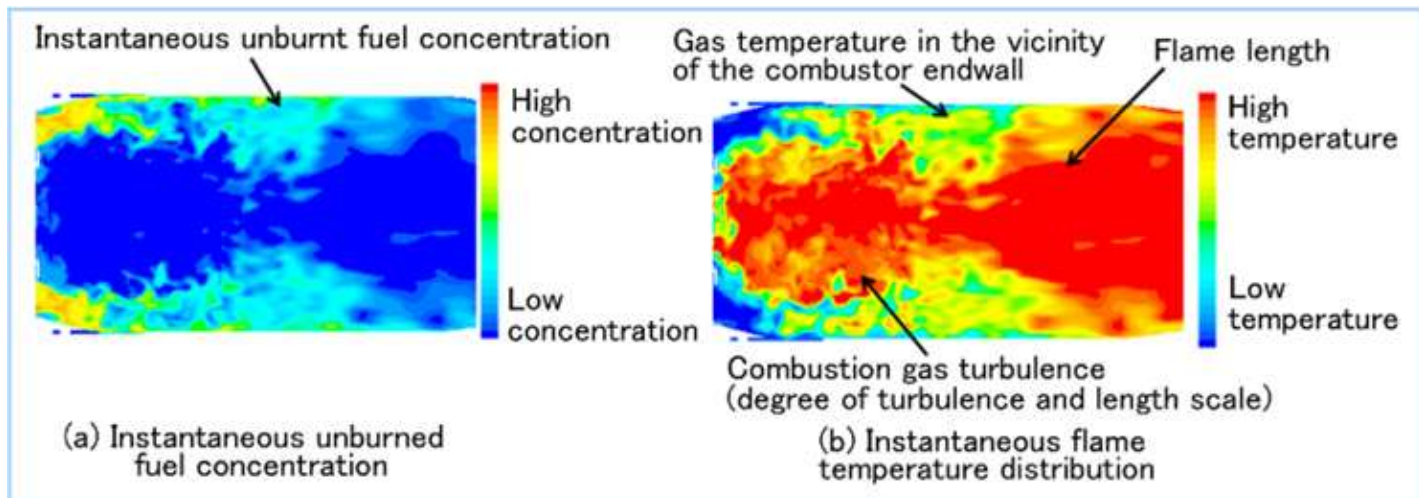 Instantaneous unburnt fuel concentration
High
concentration
Low
concentration
(a) Instantaneous unburned
fuel concentration
Gas temperature in the vicinity
of the combustor endwall
Flame length
High
temperature
Low
temperature
Combustion gas turbulence
(degree of turbulence and length scale)
(b) Instantaneous flame
temperature distribution